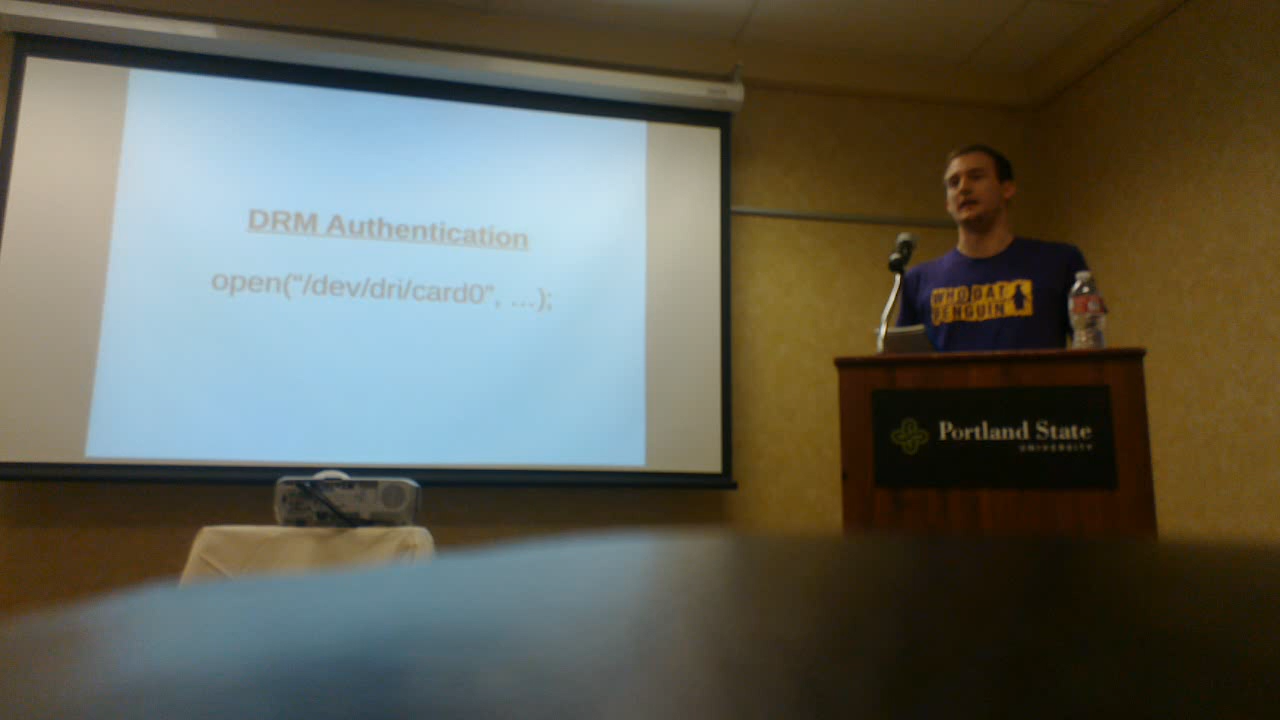 DRM Authentication
open("/dev/dri/card0", ...);
WHO DAT
PENGUIN
Portland State
UNIVERSITY